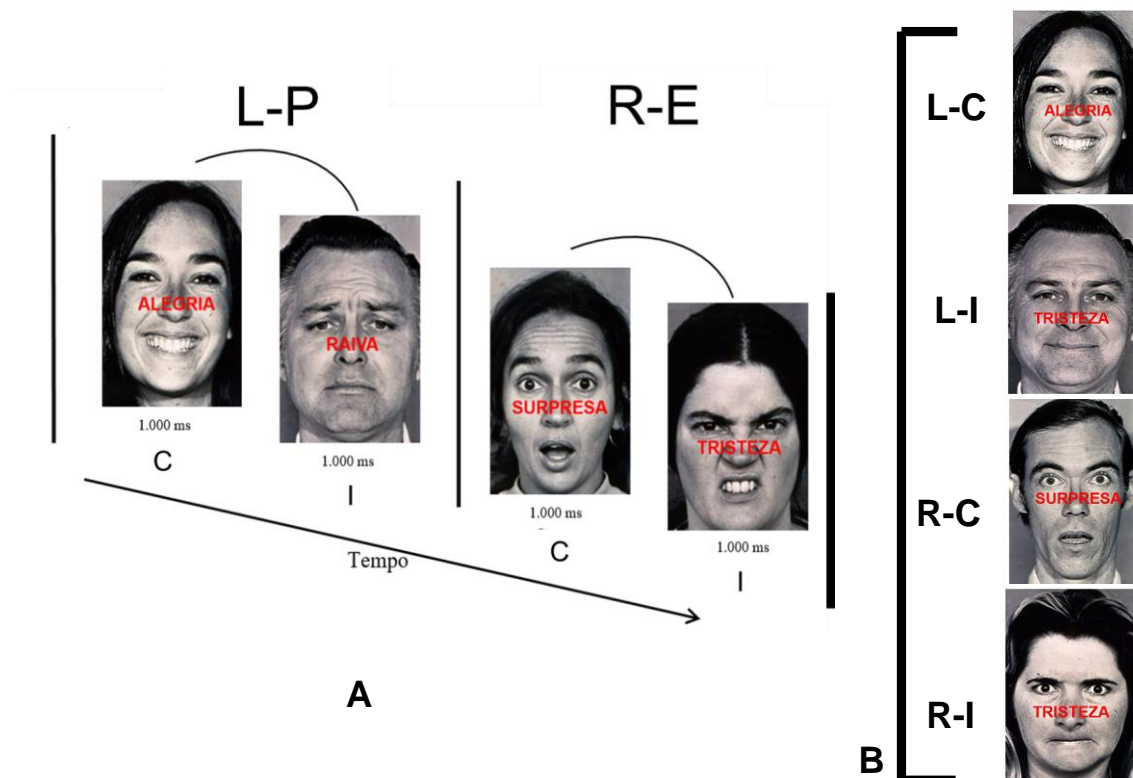 L-P
R-E
ALEGRIA
RAIVA
SURPRESA
TRISTEZA
1.000 ms
C
1.000 ms
I
1.000 ms
C
1.000 ms
I
Tempo
A
L-C
ALEGRIA
L-I
TRISTEZA
R-C
SURPRESA
R-I
TRISTEZA
B